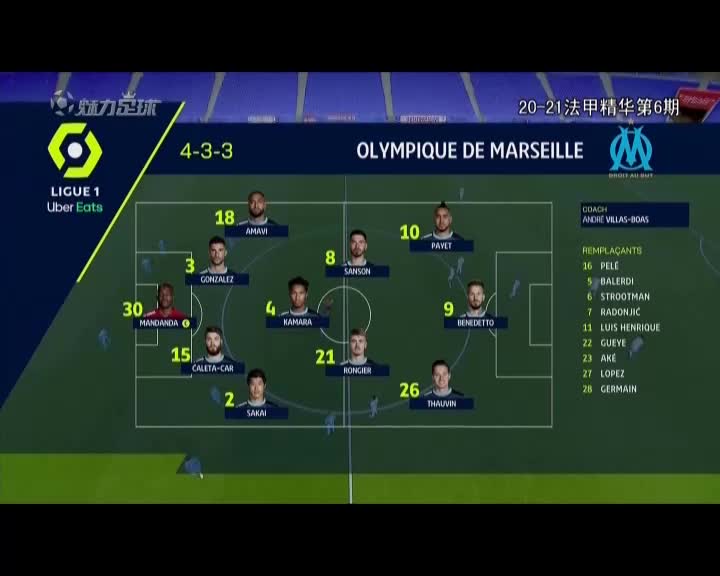 魅力足球
20-21法甲精华第6期
4-3-3
OLYMPIQUE DE MARSEILLE
DROIT AU BUT
LIGUE 1
Uber Eats
COACH
ANDRÉ VILLAS-BOAS
REMPLAÇANTS
16 PELÉ
5 BALERDI
6 STROOTMAN
7 RADONJIĆ
11 LUIS HENRIQUE
22 GUEYE
23 AKÉ
27 LOPEZ
28 GERMAIN
18 AMAVI
10 PAYET
3 GONZALEZ
8 SANSON
30 MANDANDA C
4 KAMARA
9 BENEDETTO
15 CALETA-CAR
21 RONGIER
2 SAKAI
26 THAUVIN